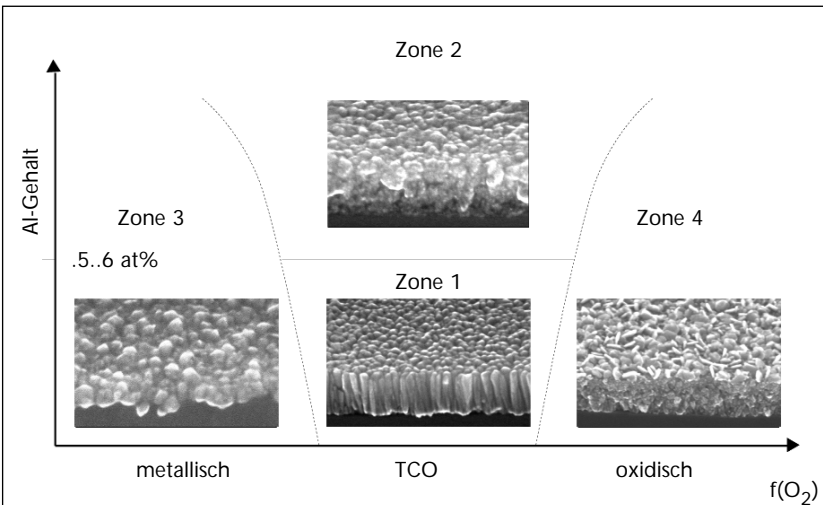 Zone 2
Al-Gehalt
Zone 3
Zone 4
.5..6 at%
Zone 1
metallisch
TCO
oxidisch
f(O₂)